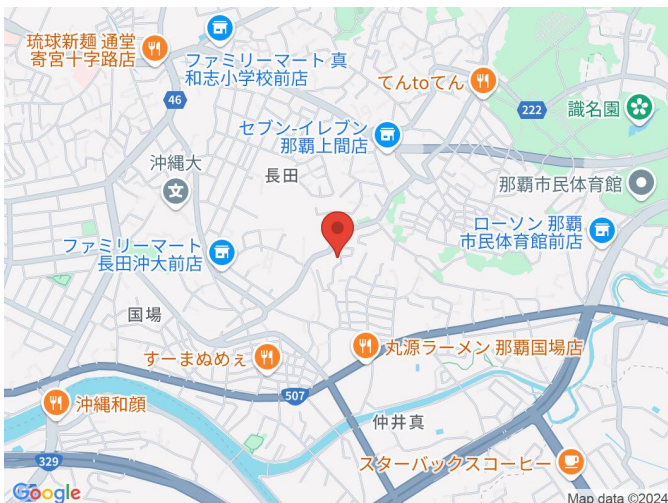 琉球新麺 通堂
寄宮十字路店
ファミリーマート 真
和志小学校前店
てんtoてん
46
222
識名園
セブン-イレブン
那覇上間店
沖縄大
長田
那覇市民体育館
ローソン 那覇
市民体育館前店
ファミリーマート
長田沖大前店
国場
すーまぬめぇ
丸源ラーメン 那覇国場店
507
沖縄和顔
仲井真
329
スターバックスコーヒー
Google
Map data ©2024